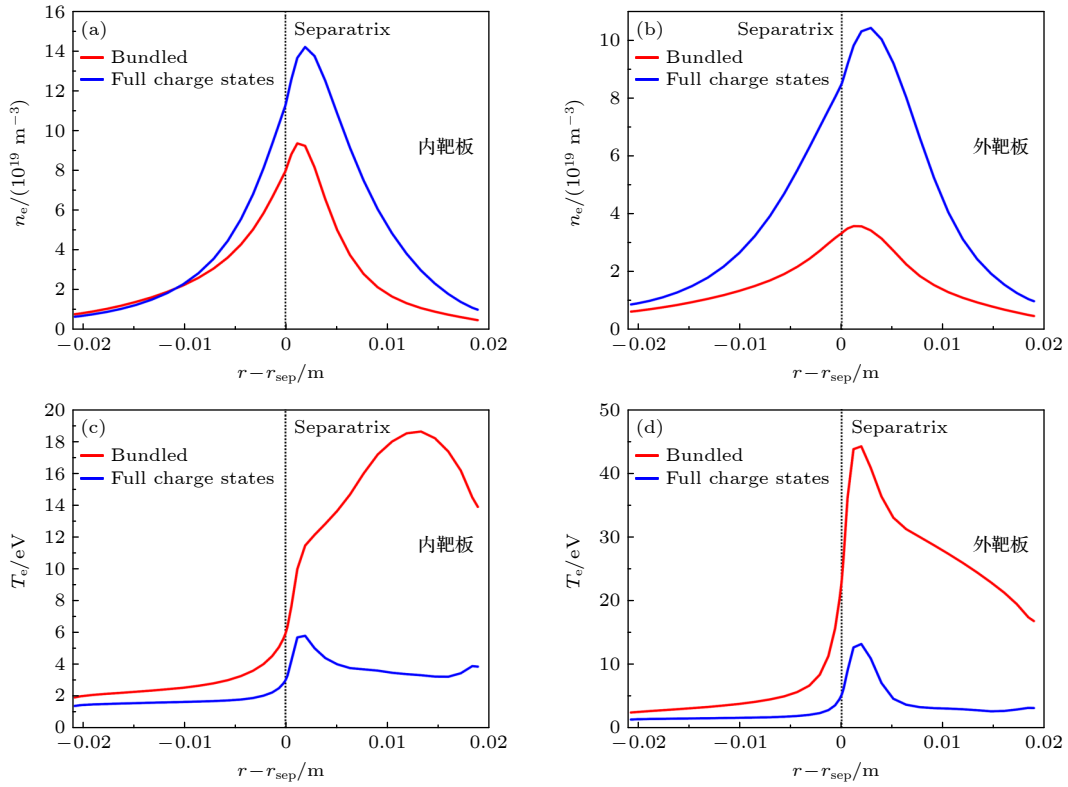 (a)
Separatrix
Bundled
Full charge states
内靶板
16
14
12
10
8
6
4
2
0
n_e/(10^19 m^−3)
−0.02
−0.01
0
0.01
0.02
r−r_sep/m
(b)
Separatrix
Bundled
Full charge states
外靶板
10
8
6
4
2
0
n_e/(10^19 m^−3)
−0.02
−0.01
0
0.01
0.02
r−r_sep/m
(c)
Separatrix
Bundled
Full charge states
内靶板
20
18
16
14
12
10
8
6
4
2
0
T_e/eV
−0.02
−0.01
0
0.01
0.02
r−r_sep/m
(d)
Separatrix
Bundled
Full charge states
外靶板
50
40
30
20
10
0
T_e/eV
−0.02
−0.01
0
0.01
0.02
r−r_sep/m